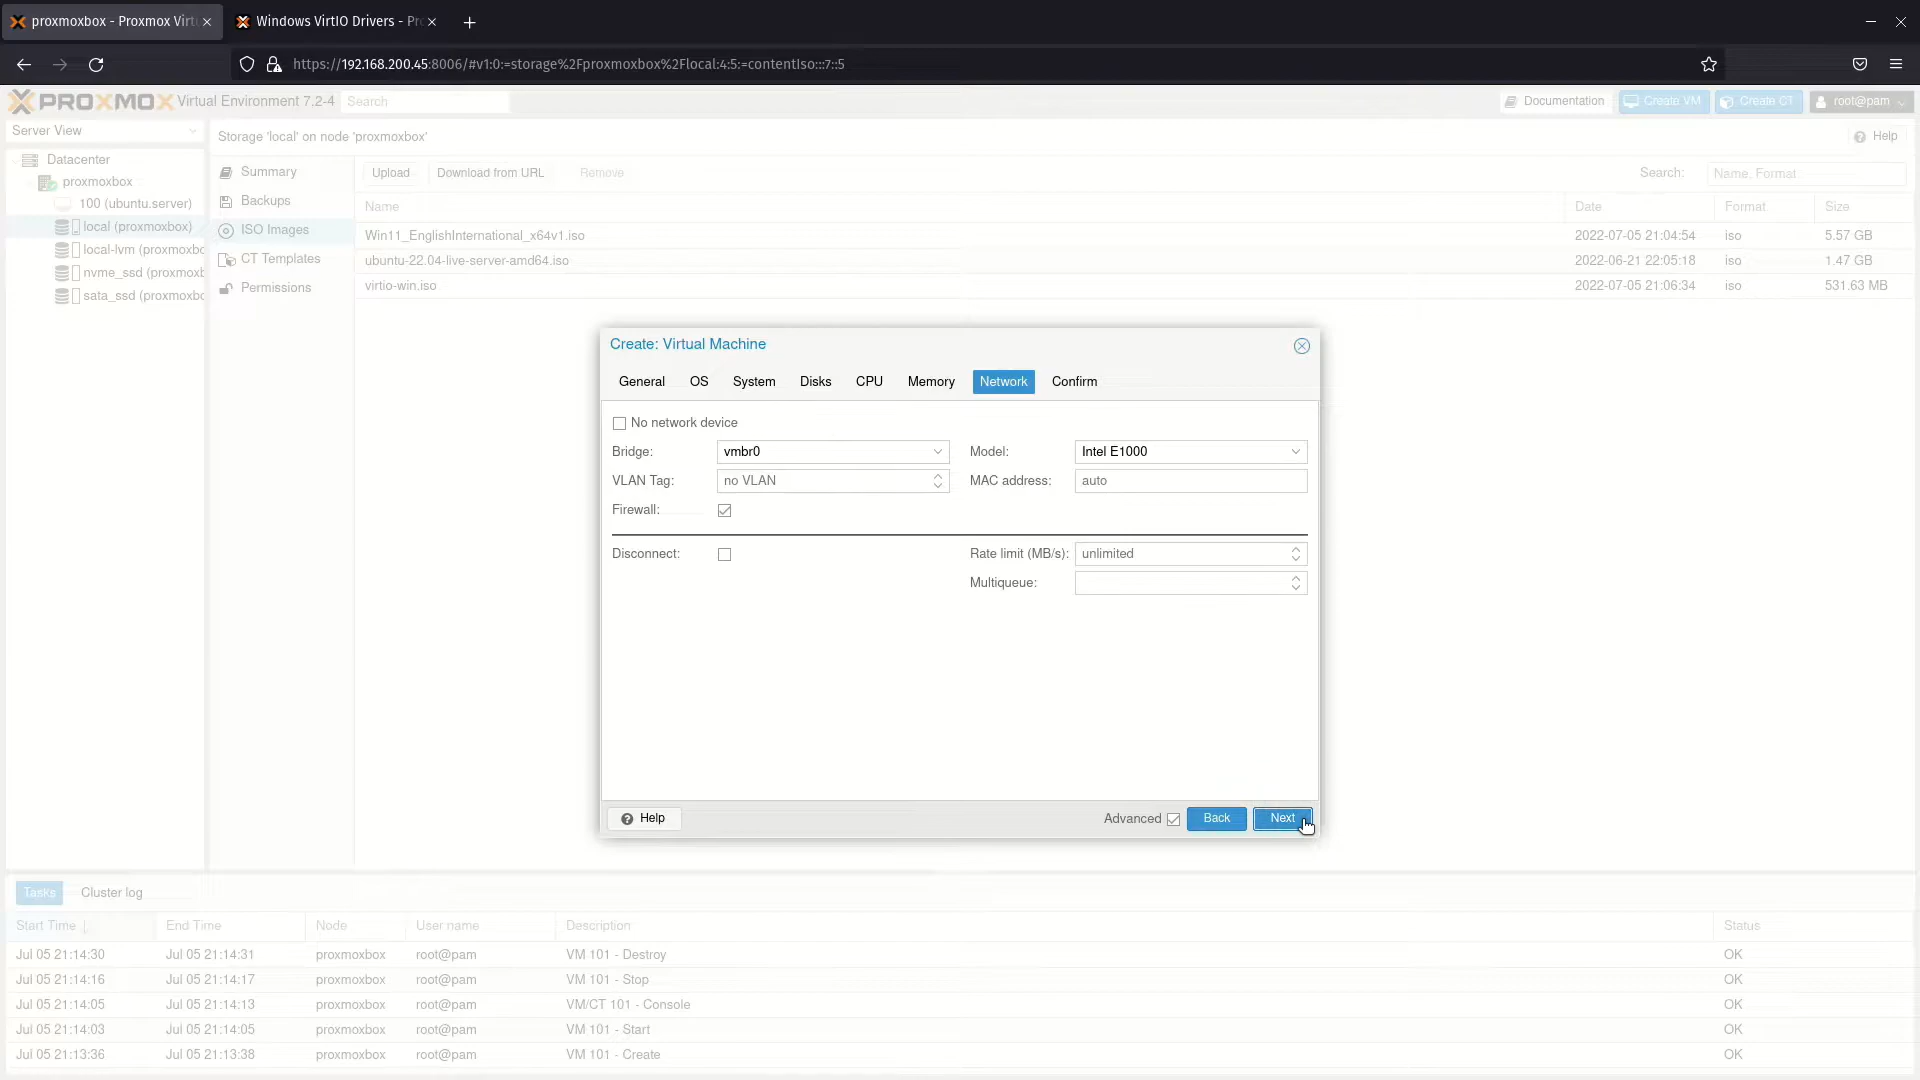 proxmoxbox - Proxmox Virt
Windows VirtIO Drivers - Pr
https://192.168.200.45:8006/#v1:0:=storage%2Fproxmoxbox%2Flocal:4:5:=contentIso:::7::5
PROXMOX Virtual Environment 7.2-4 Search
Documentation Create VM Create CT root@pam
Server View
Storage 'local' on node 'proxmoxbox'
Help
Datacenter
proxmoxbox
100 (ubuntu.server)
local (proxmoxbox)
local-lvm (proxmoxbo
nvme_ssd (proxmoxb
sata_ssd (proxmoxbo
Summary
Backups
ISO Images
CT Templates
Permissions
Upload Download from URL Remove Search: Name, Format
Name Date Format Size
Win11_EnglishInternational_x64v1.iso 2022-07-05 21:04:54 iso 5.57 GB
ubuntu-22.04-live-server-amd64.iso 2022-06-21 22:05:18 iso 1.47 GB
virtio-win.iso 2022-07-05 21:06:34 iso 531.63 MB
Create: Virtual Machine
General OS System Disks CPU Memory Network Confirm
No network device
Bridge: vmbr0 Model: Intel E1000
VLAN Tag: no VLAN MAC address: auto
Firewall:
Disconnect: Rate limit (MB/s): unlimited
Multiqueue:
Help Advanced Back Next
Tasks Cluster log
Start Time End Time Node User name Description Status
Jul 05 21:14:30 Jul 05 21:14:31 proxmoxbox root@pam VM 101 - Destroy OK
Jul 05 21:14:16 Jul 05 21:14:17 proxmoxbox root@pam VM 101 - Stop OK
Jul 05 21:14:05 Jul 05 21:14:13 proxmoxbox root@pam VM/CT 101 - Console OK
Jul 05 21:14:03 Jul 05 21:14:05 proxmoxbox root@pam VM 101 - Start OK
Jul 05 21:13:36 Jul 05 21:13:38 proxmoxbox root@pam VM 101 - Create OK